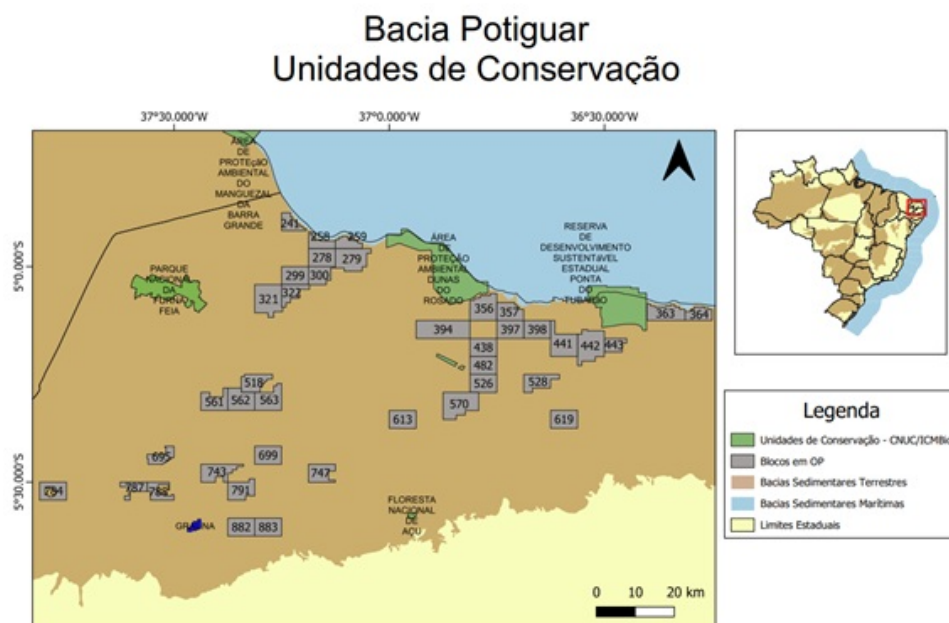 Bacia Potiguar
Unidades de Conservação
37°30.000'W
37°0.000'W
36°30.000'W
ÁREA
DE
PROTEçãO
AMBIENTAL
DO
MANGUEZAL
DA
BARRA
GRANDE
241
258
259
278
279
299
300
321
322
5°0.000'S
PARQUE
NACIONAL
DA
FURNA
FEIA
ÁREA
DE
PROTEÇÃO
AMBIENTAL
DUNAS
DO
ROSADO
RESERVA
DE
DESENVOLVIMENTO
SUSTENTáVEL
ESTADUAL
PONTA
DO
TUBARãO
356
357
363
364
394
397
398
438
441
442
443
482
518
526
528
561
562
563
570
613
619
695
699
743
747
5°30.000'S
784
787
788
791
GRAÚNA
882
883
FLORESTA
NACIONAL
DE
AÇU
0
10
20 km
Legenda
Unidades de Conservação - CNUC/ICMBio
Blocos em OP
Bacias Sedimentares Terrestres
Bacias Sedimentares Marítimas
Limites Estaduais